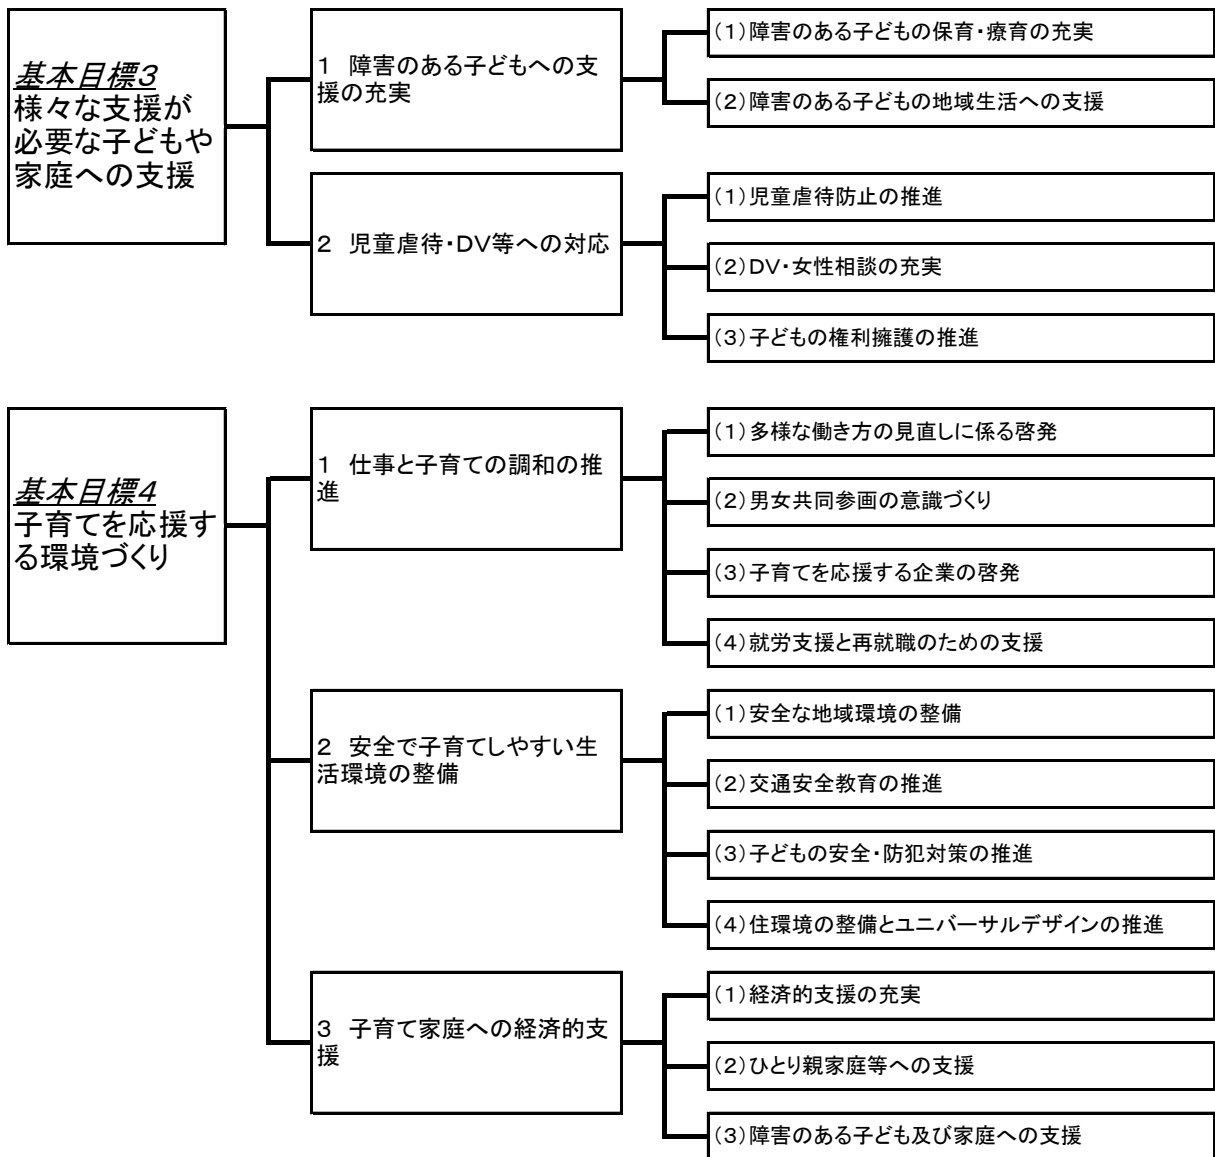 基本目標3
様々な支援が
必要な子どもや
家庭への支援
1 障害のある子どもへの支
援の充実
(1)障害のある子どもの保育・療育の充実
(2)障害のある子どもの地域生活への支援
2 児童虐待・DV等への対応
(1)児童虐待防止の推進
(2)DV・女性相談の充実
(3)子どもの権利擁護の推進
基本目標4
子育てを応援す
る環境づくり
1 仕事と子育ての調和の推
進
(1)多様な働き方の見直しに係る啓発
(2)男女共同参画の意識づくり
(3)子育てを応援する企業の啓発
(4)就労支援と再就職のための支援
2 安全で子育てしやすい生
活環境の整備
(1)安全な地域環境の整備
(2)交通安全教育の推進
(3)子どもの安全・防犯対策の推進
(4)住環境の整備とユニバーサルデザインの推進
3 子育て家庭への経済的支
援
(1)経済的支援の充実
(2)ひとり親家庭等への支援
(3)障害のある子ども及び家庭への支援